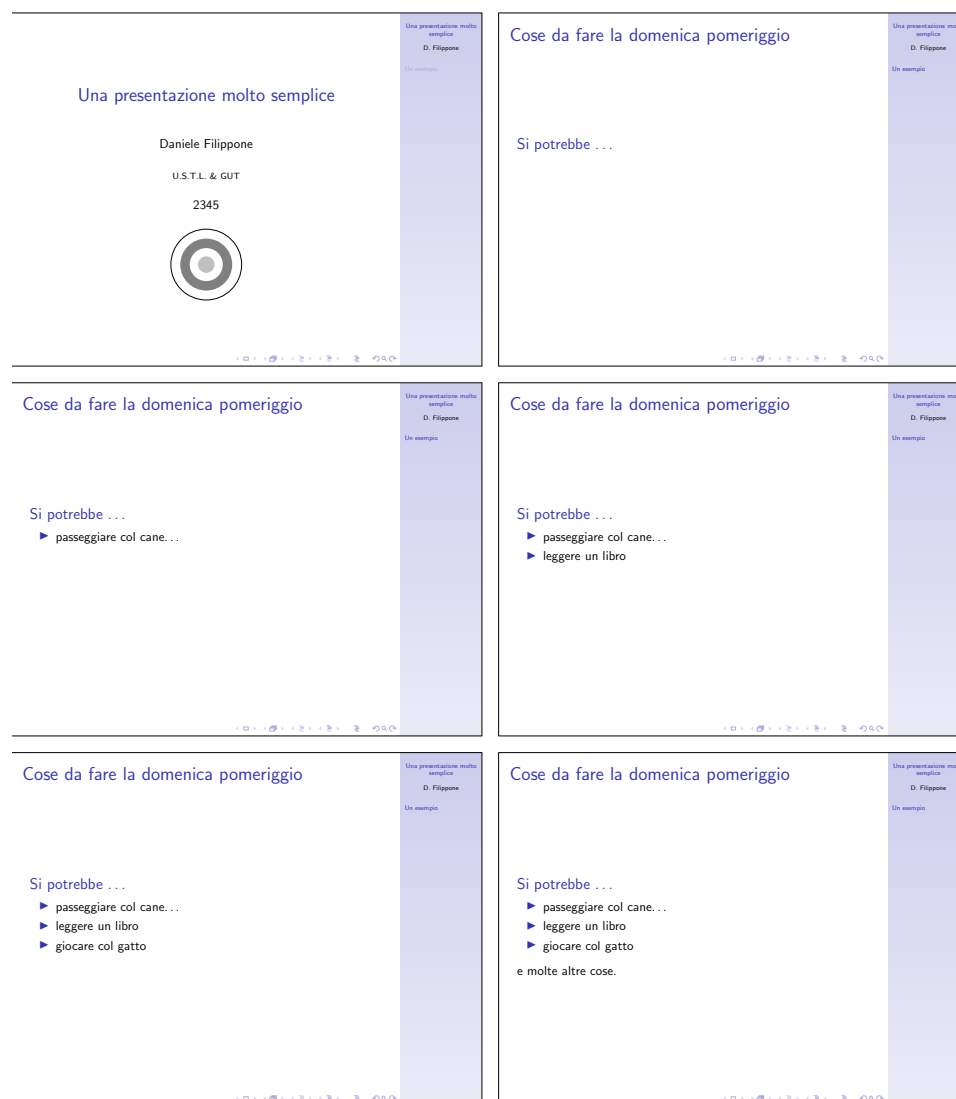 Una presentazione molto semplice
Daniele Filippone
U.S.T.L. & GUT
2345
Una presentazione molto
semplice
D. Filippone
Un esempio
Cose da fare la domenica pomeriggio
Si potrebbe . . .
Una presentazione mo
semplice
D. Filippone
Un esempio
Cose da fare la domenica pomeriggio
Si potrebbe . . .
▶ passeggiare col cane. . .
Una presentazione molto
semplice
D. Filippone
Un esempio
Cose da fare la domenica pomeriggio
Si potrebbe . . .
▶ passeggiare col cane. . .
▶ leggere un libro
Una presentazione mo
semplice
D. Filippone
Un esempio
Cose da fare la domenica pomeriggio
Si potrebbe . . .
▶ passeggiare col cane. . .
▶ leggere un libro
▶ giocare col gatto
Una presentazione molto
semplice
D. Filippone
Un esempio
Cose da fare la domenica pomeriggio
Si potrebbe . . .
▶ passeggiare col cane. . .
▶ leggere un libro
▶ giocare col gatto
e molte altre cose.
Una presentazione mo
semplice
D. Filippone
Un esempio